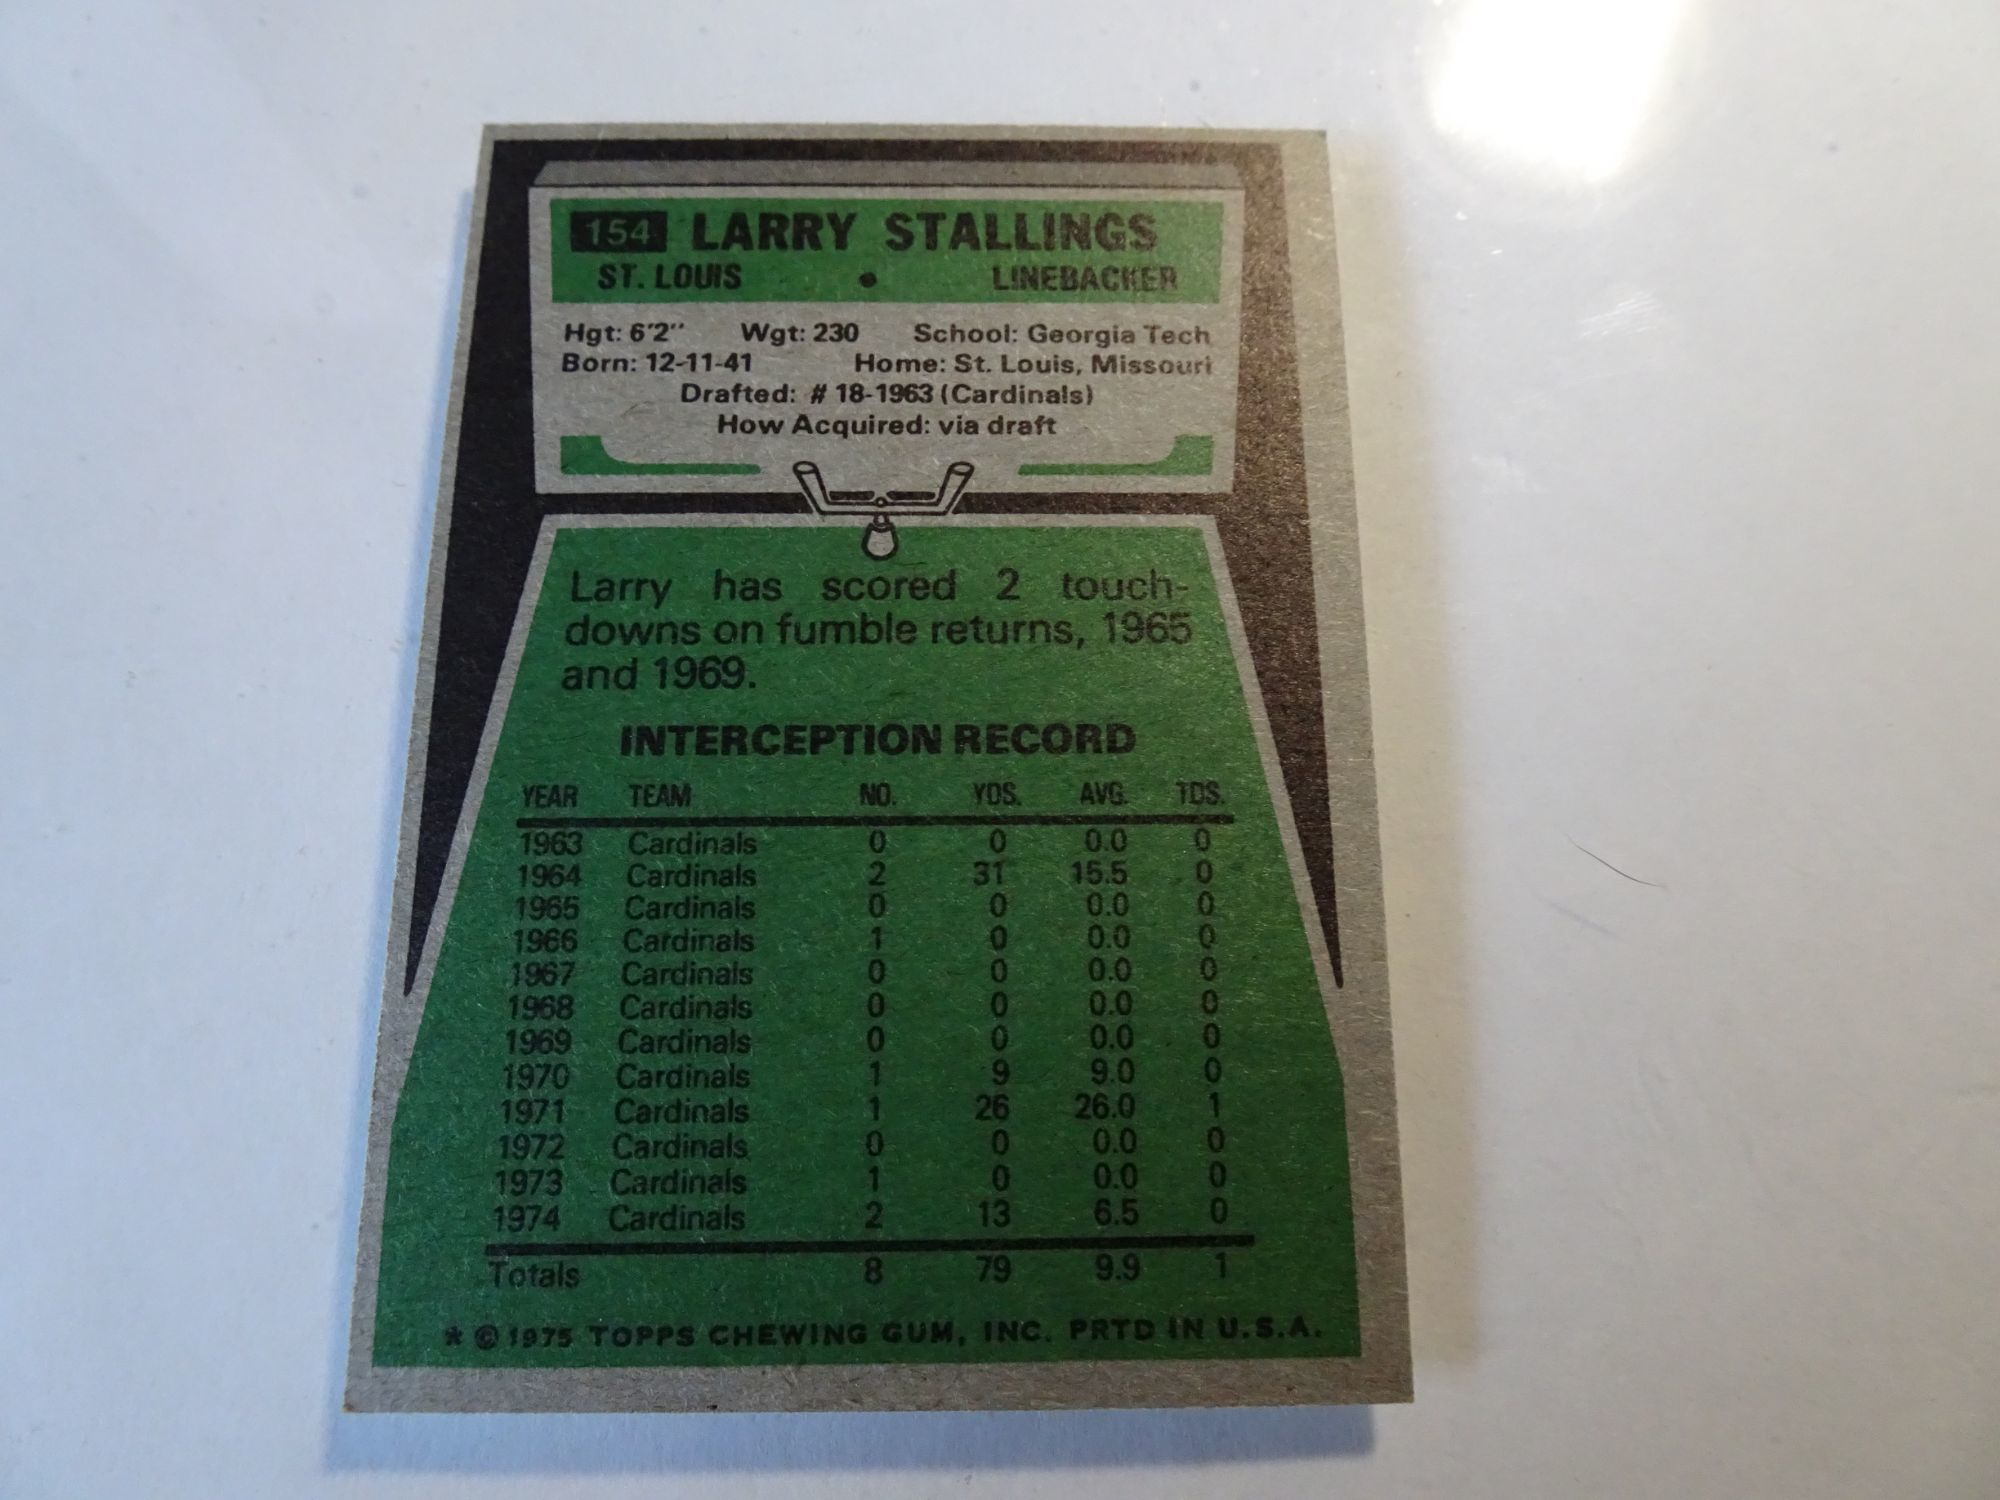 154 LARRY STALLINGS
ST. LOUIS • LINEBACKER
Hgt: 6'2" Wgt: 230 School: Georgia Tech
Born: 12-11-41 Home: St. Louis, Missouri
Drafted: # 18-1963 (Cardinals)
How Acquired: via draft
Larry has scored 2 touch-
downs on fumble returns, 1965
and 1969.
INTERCEPTION RECORD
YEAR TEAM NO. YDS. AVG. TDS.
1963 Cardinals 0 0 0.0 0
1964 Cardinals 2 31 15.5 0
1965 Cardinals 0 0 0.0 0
1966 Cardinals 1 0 0.0 0
1967 Cardinals 0 0 0.0 0
1968 Cardinals 0 0 0.0 0
1969 Cardinals 0 0 0.0 0
1970 Cardinals 1 9 9.0 0
1971 Cardinals 1 26 26.0 1
1972 Cardinals 0 0 0.0 0
1973 Cardinals 1 0 0.0 0
1974 Cardinals 2 13 6.5 0
Totals 8 79 9.9 1
* © 1975 TOPPS CHEWING GUM, INC. PRTD IN U.S.A.